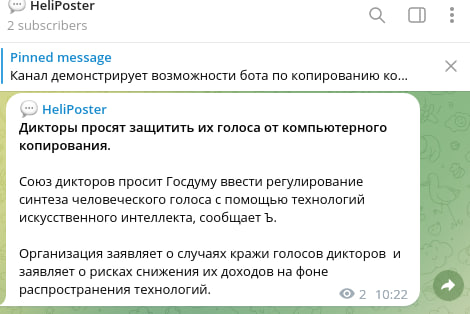 HeliPoster
2 subscribers
Pinned message
Канал демонстрирует возможности бота по копированию ко...
HeliPoster
Дикторы просят защитить их голоса от компьютерного
копирования.
Союз дикторов просит Госдуму ввести регулирование
синтеза человеческого голоса с помощью технологий
искусственного интеллекта, сообщает Ъ.
Организация заявляет о случаях кражи голосов дикторов и
заявляет о рисках снижения их доходов на фоне
распространения технологий.
2 10:22